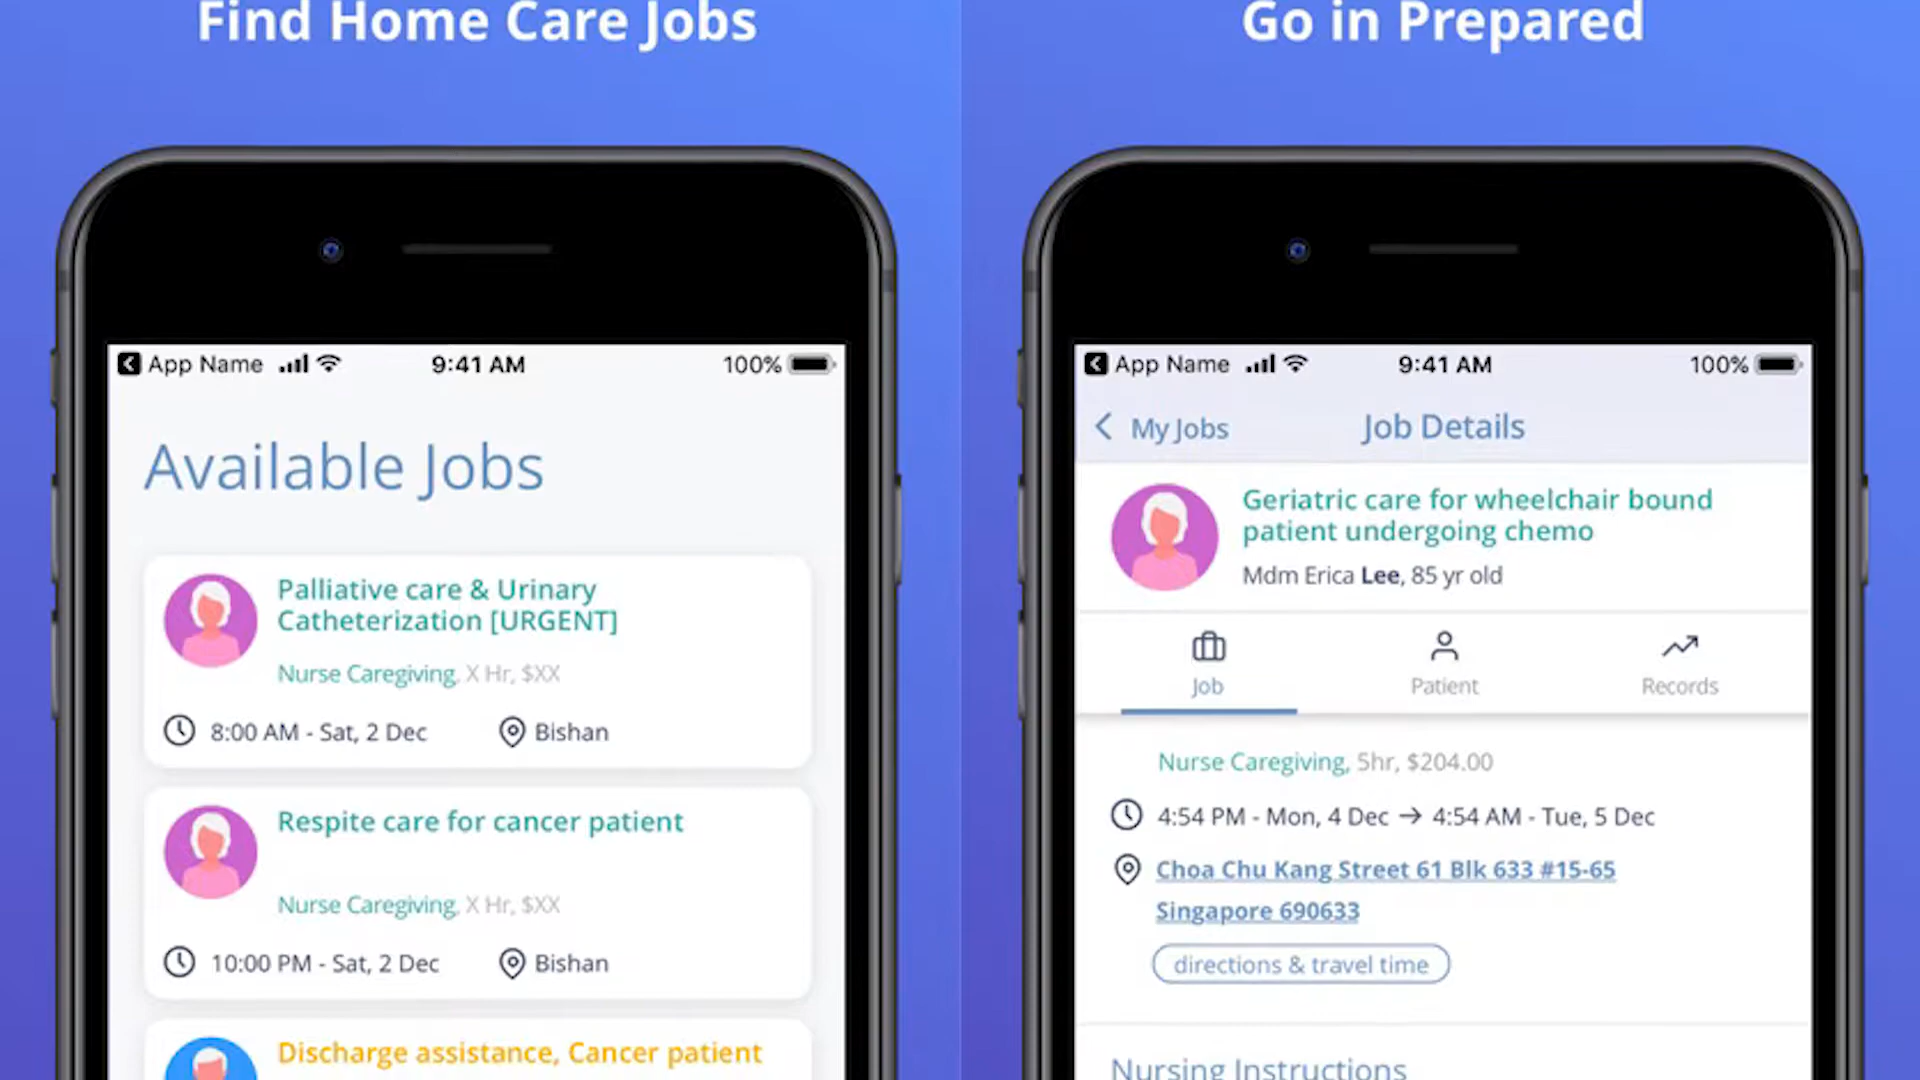 Find Home Care Jobs
App Name
9:41 AM
100%
Available Jobs
Palliative care & Urinary
Catheterization [URGENT]
Nurse Caregiving, X Hr, $XX
8:00 AM - Sat, 2 Dec
Bishan
Respite care for cancer patient
Nurse Caregiving, X Hr, $XX
10:00 PM - Sat, 2 Dec
Bishan
Discharge assistance, Cancer patient
Go in Prepared
App Name
9:41 AM
100%
My Jobs
Job Details
Geriatric care for wheelchair bound
patient undergoing chemo
Mdm Erica Lee, 85 yr old
Job
Patient
Records
Nurse Caregiving, 5hr, $204.00
4:54 PM - Mon, 4 Dec → 4:54 AM - Tue, 5 Dec
Choa Chu Kang Street 61 Blk 633 #15-65
Singapore 690633
directions & travel time
Nursing Instructions